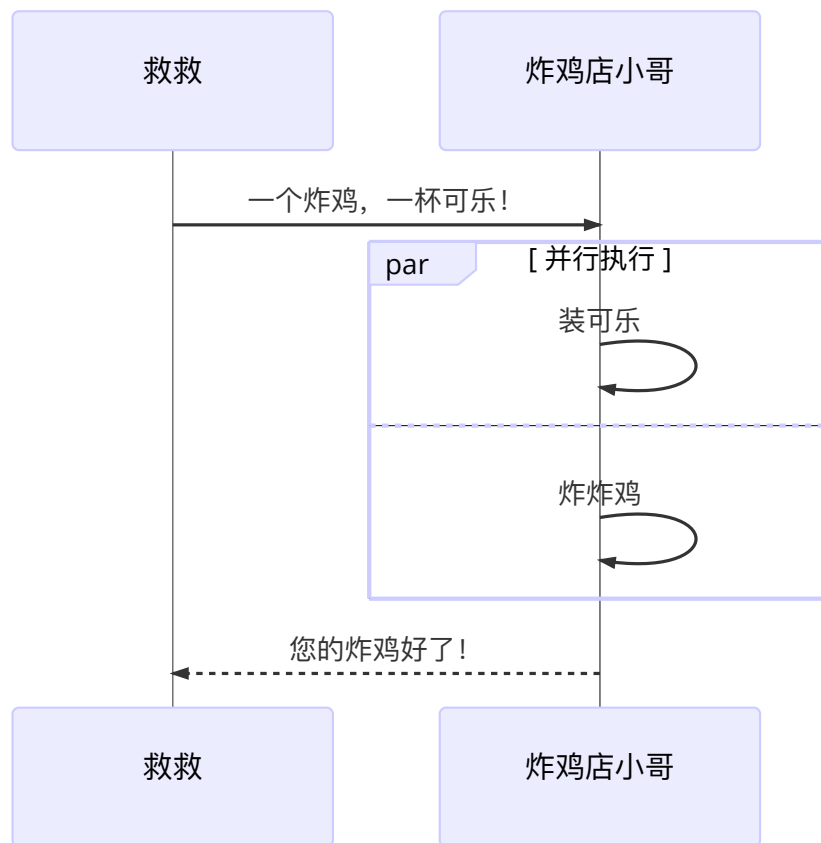 救救
炸鸡店小哥
一个炸鸡，一杯可乐！
par
[ 并行执行 ]
装可乐
炸炸鸡
您的炸鸡好了！
救救
炸鸡店小哥